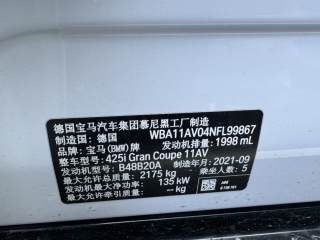 德国宝马汽车集团慕尼黑工厂制造
制造国：德国 WBA11AV04NFL99867
品牌：宝马(BMW)牌 发动机排量：1998 mL
整车型号：425i Gran Coupe 11AV
发动机型号：B48B20A 制造年月：2021-09
最大允许总质量：2175 kg 乘坐人数：5
发动机最大净功率：135 kW
最大允许牵引质量：-- kg